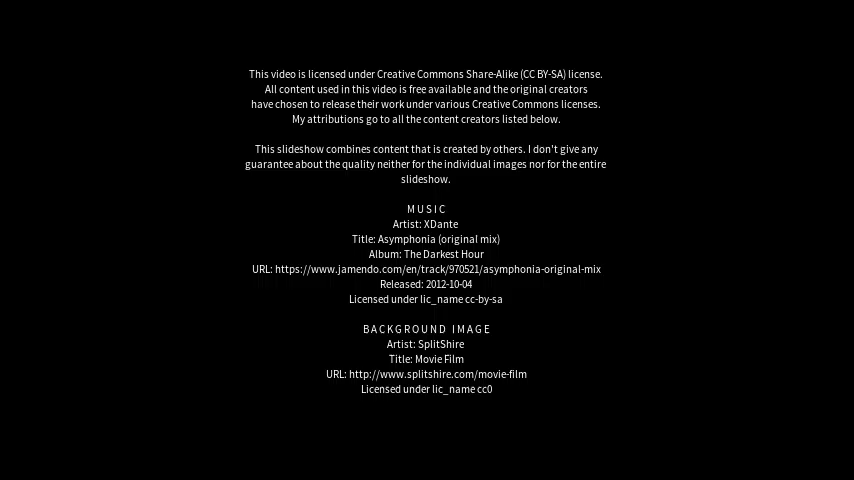 This video is licensed under Creative Commons Share-Alike (CC BY-SA) license.
All content used in this video is free available and the original creators
have chosen to release their work under various Creative Commons licenses.
My attributions go to all the content creators listed below.
This slideshow combines content that is created by others. I don't give any
guarantee about the quality neither for the individual images nor for the entire
slideshow.
MUSIC
Artist: XDante
Title: Asymphonia (original mix)
Album: The Darkest Hour
URL: https://www.jamendo.com/en/track/970521/asymphonia-original-mix
Released: 2012-10-04
Licensed under lic_name cc-by-sa
BACKGROUND IMAGE
Artist: SplitShire
Title: Movie Film
URL: http://www.splitshire.com/movie-film
Licensed under lic_name cc0